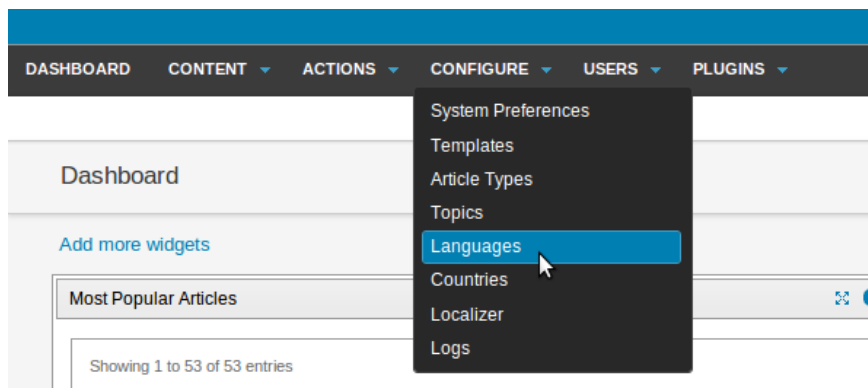 DASHBOARD CONTENT ACTIONS CONFIGURE USERS PLUGINS
System Preferences
Templates
Article Types
Topics
Languages
Countries
Localizer
Logs
Dashboard
Add more widgets
Most Popular Articles
Showing 1 to 53 of 53 entries